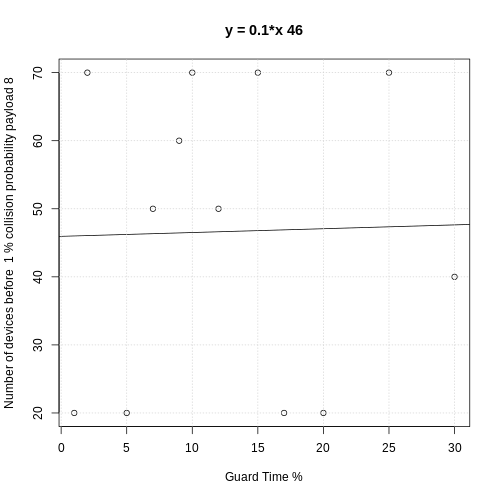 y = 0.1*x 46
Number of devices before  1 % collision probability payload 8
70
60
50
40
30
20
0 5 10 15 20 25 30
Guard Time %